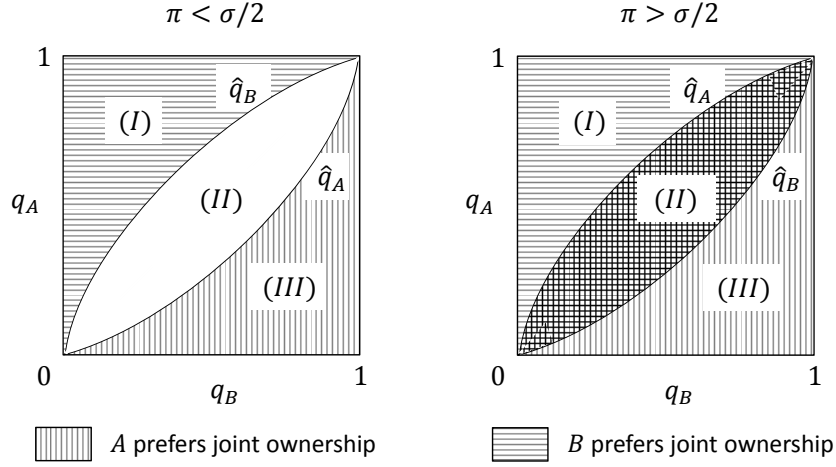 π < σ/2
π > σ/2
1
q̂_B
(I)
q̂_A
q_A
(II)
(III)
0
1
q_B
1
q̂_A
(I)
q̂_B
q_A
(II)
(III)
0
1
q_B
A prefers joint ownership
B prefers joint ownership